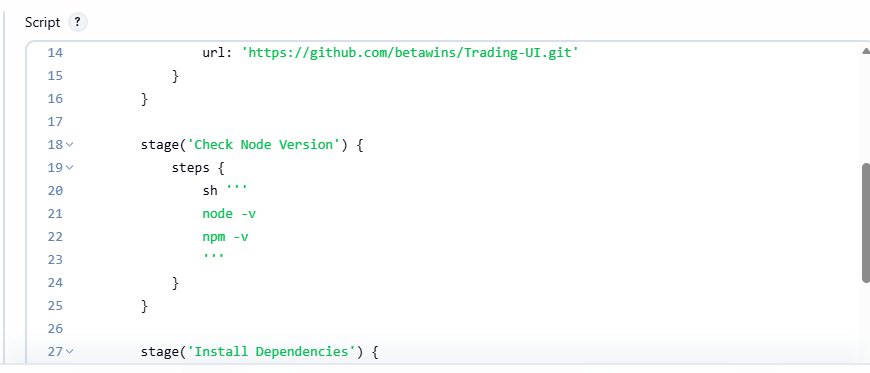 Script ?
14 url: 'https://github.com/betawins/Trading-UI.git'
15 }
16 }
17
18 stage('Check Node Version') {
19 steps {
20 sh '''
21 node -v
22 npm -v
23 '''
24 }
25 }
26
27 stage('Install Dependencies') {